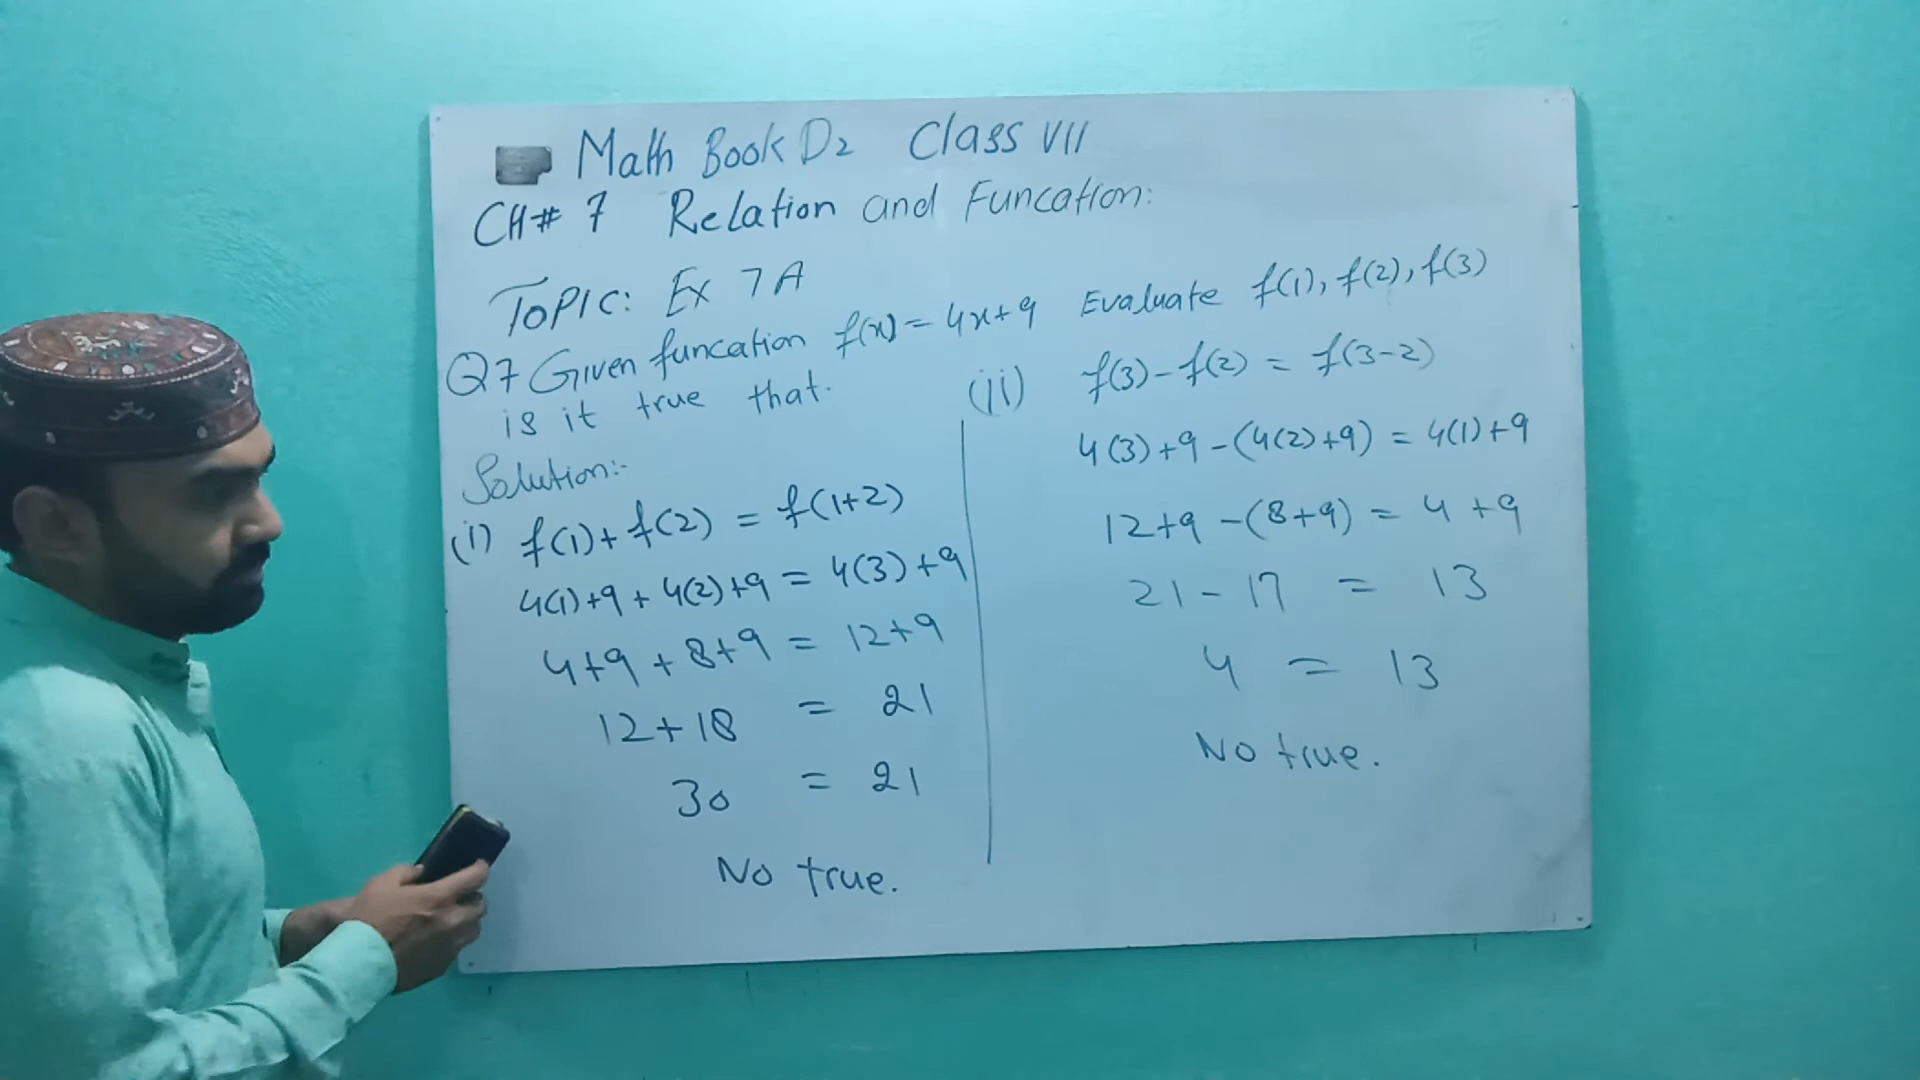 Math Book D2 Class VII
CH# 7 Relation and Funcation:
TOPIC: Ex 7A
Q7 Given funcation f(x) = 4x+9 Evaluate f(1), f(2), f(3)
is it true that.
Solution:-
(i) f(1)+f(2) = f(1+2)
4(1)+9 + 4(2)+9 = 4(3)+9
4+9 + 8+9 = 12+9
12+18 = 21
30 = 21
No true.
(ii) f(3)-f(2) = f(3-2)
4(3)+9-(4(2)+9) = 4(1)+9
12+9-(8+9) = 4+9
21-17 = 13
4 = 13
No true.